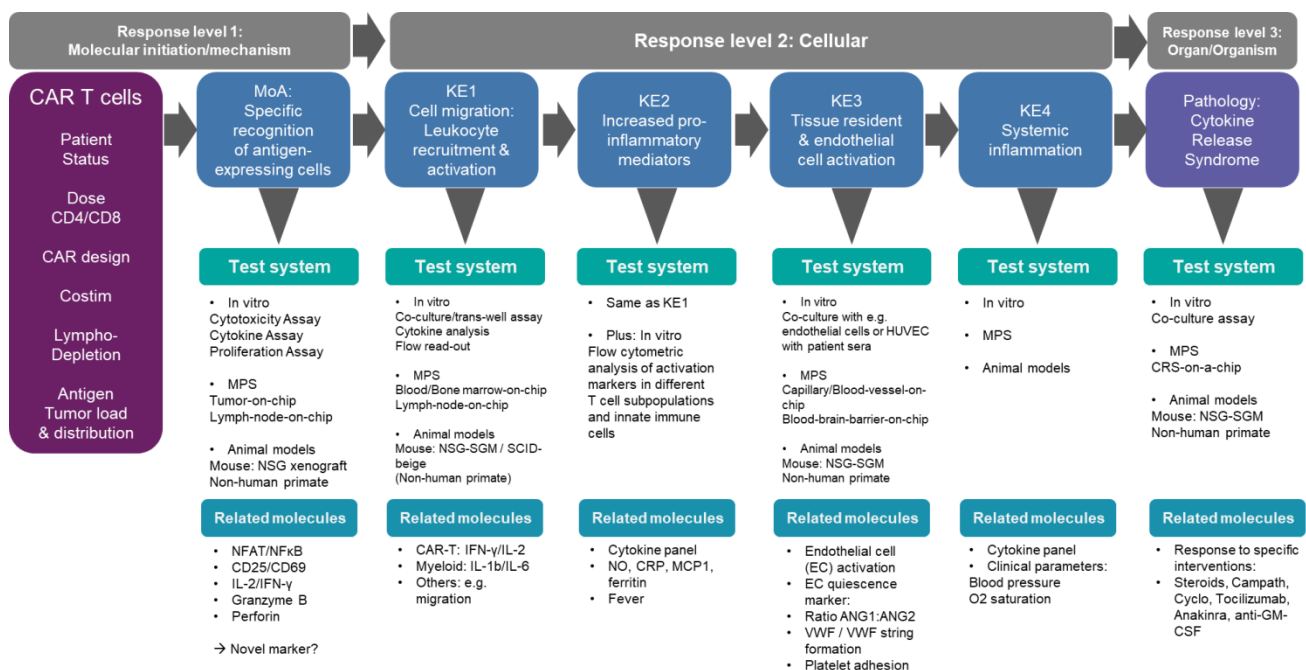 Response level 1:
Molecular initiation/mechanism
Response level 2: Cellular
Response level 3:
Organ/Organism
CAR T cells
Patient
Status
Dose
CD4/CD8
CAR design
Costim
Lympho-
Depletion
Antigen
Tumor load
& distribution
MoA:
Specific
recognition
of antigen-
expressing cells
KE1
Cell migration:
Leukocyte
recruitment &
activation
KE2
Increased pro-
inflammatory
mediators
KE3
Tissue resident
& endothelial
cell activation
KE4
Systemic
inflammation
Pathology:
Cytokine
Release
Syndrome
Test system
• In vitro
Cytotoxicity Assay
Cytokine Assay
Proliferation Assay
• MPS
Tumor-on-chip
Lymph-node-on-chip
• Animal models
Mouse: NSG xenograft
Non-human primate
Test system
• In vitro
Co-culture/trans-well assay
Cytokine analysis
Flow read-out
• MPS
Blood/Bone marrow-on-chip
Lymph-node-on-chip
• Animal models
Mouse: NSG-SGM / SCID-
beige
(Non-human primate)
Test system
• Same as KE1
• Plus: In vitro
Flow cytometric
analysis of activation
markers in different
T cell subpopulations
and innate immune
cells
Test system
• In vitro
Co-culture with e.g.
endothelial cells or HUVEC
with patient sera
• MPS
Capillary/Blood-vessel-on-
chip
Blood-brain-barrier-on-chip
• Animal models
Mouse: NSG-SGM
Non-human primate
Test system
• In vitro
• MPS
• Animal models
Test system
• In vitro
Co-culture assay
• MPS
CRS-on-a-chip
• Animal models
Mouse: NSG-SGM
Non-human primate
Related molecules
• NFAT/NFκB
• CD25/CD69
• IL-2/IFN-γ
• Granzyme B
• Perforin
→ Novel marker?
Related molecules
• CAR-T: IFN-γ/IL-2
• Myeloid: IL-1b/IL-6
• Others: e.g.
migration
Related molecules
• Cytokine panel
• NO, CRP, MCP1,
ferritin
• Fever
Related molecules
• Endothelial cell
(EC) activation
• EC quiescence
marker:
• Ratio ANG1:ANG2
• VWF / VWF string
formation
• Platelet adhesion
Related molecules
• Cytokine panel
• Clinical parameters:
Blood pressure
O2 saturation
Related molecules
• Response to specific
interventions:
• Steroids, Campath,
Cyclo, Tocilizumab,
Anakinra, anti-GM-
CSF